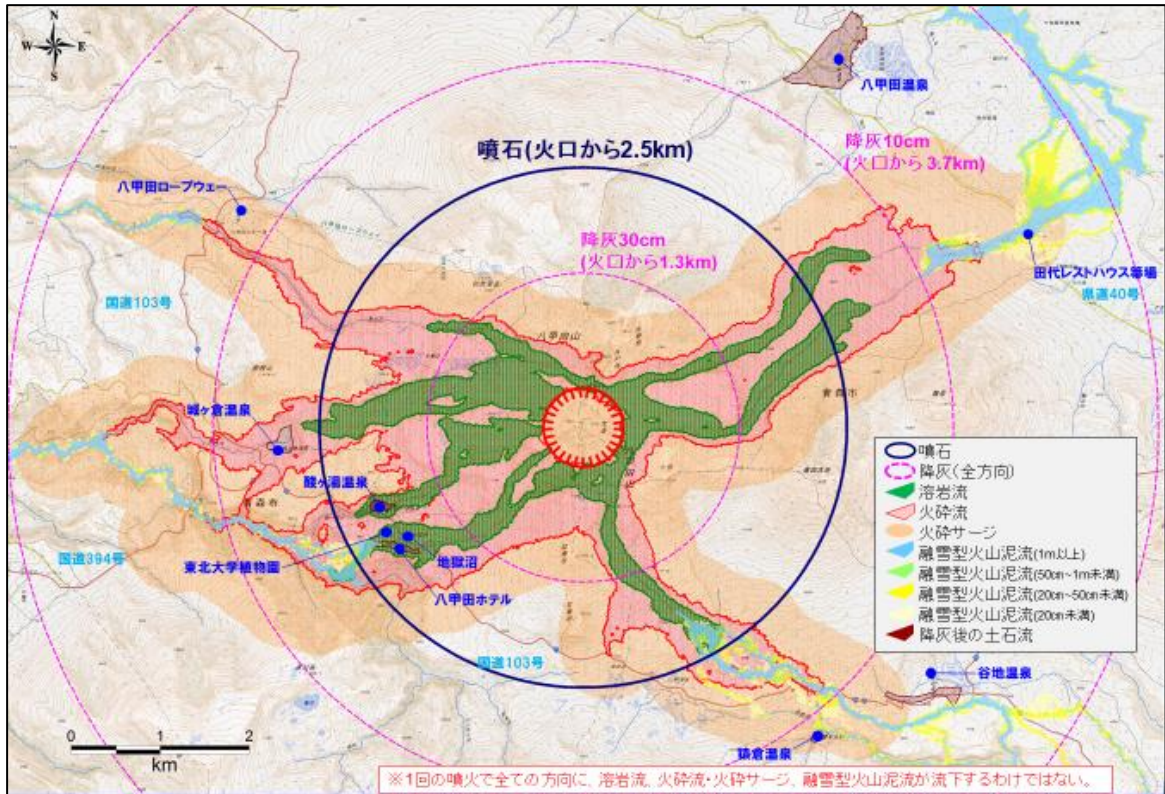 N
W E
S
八甲田温泉
降灰10cm
(火口から 3.7km)
噴石(火口から2.5km)
八甲田ロープウェー
降灰30cm
(火口から1.3km)
田代レストハウス等場
県道40号
国道103号
八甲田山
城ヶ倉温泉
酸ヶ湯温泉
国道394号
東北大学植物園
地獄沼
八甲田ホテル
国道103号
谷地温泉
猿倉温泉
噴石
降灰(全方向)
溶岩流
火砕流
火砕サージ
融雪型火山泥流(1m以上)
融雪型火山泥流(50cm~1m未満)
融雪型火山泥流(20cm~50cm未満)
融雪型火山泥流(20cm未満)
降灰後の土石流
0 1 2
km
※1回の噴火で全ての方向に、溶岩流、火砕流・火砕サージ、融雪型火山泥流が流下するわけではない。